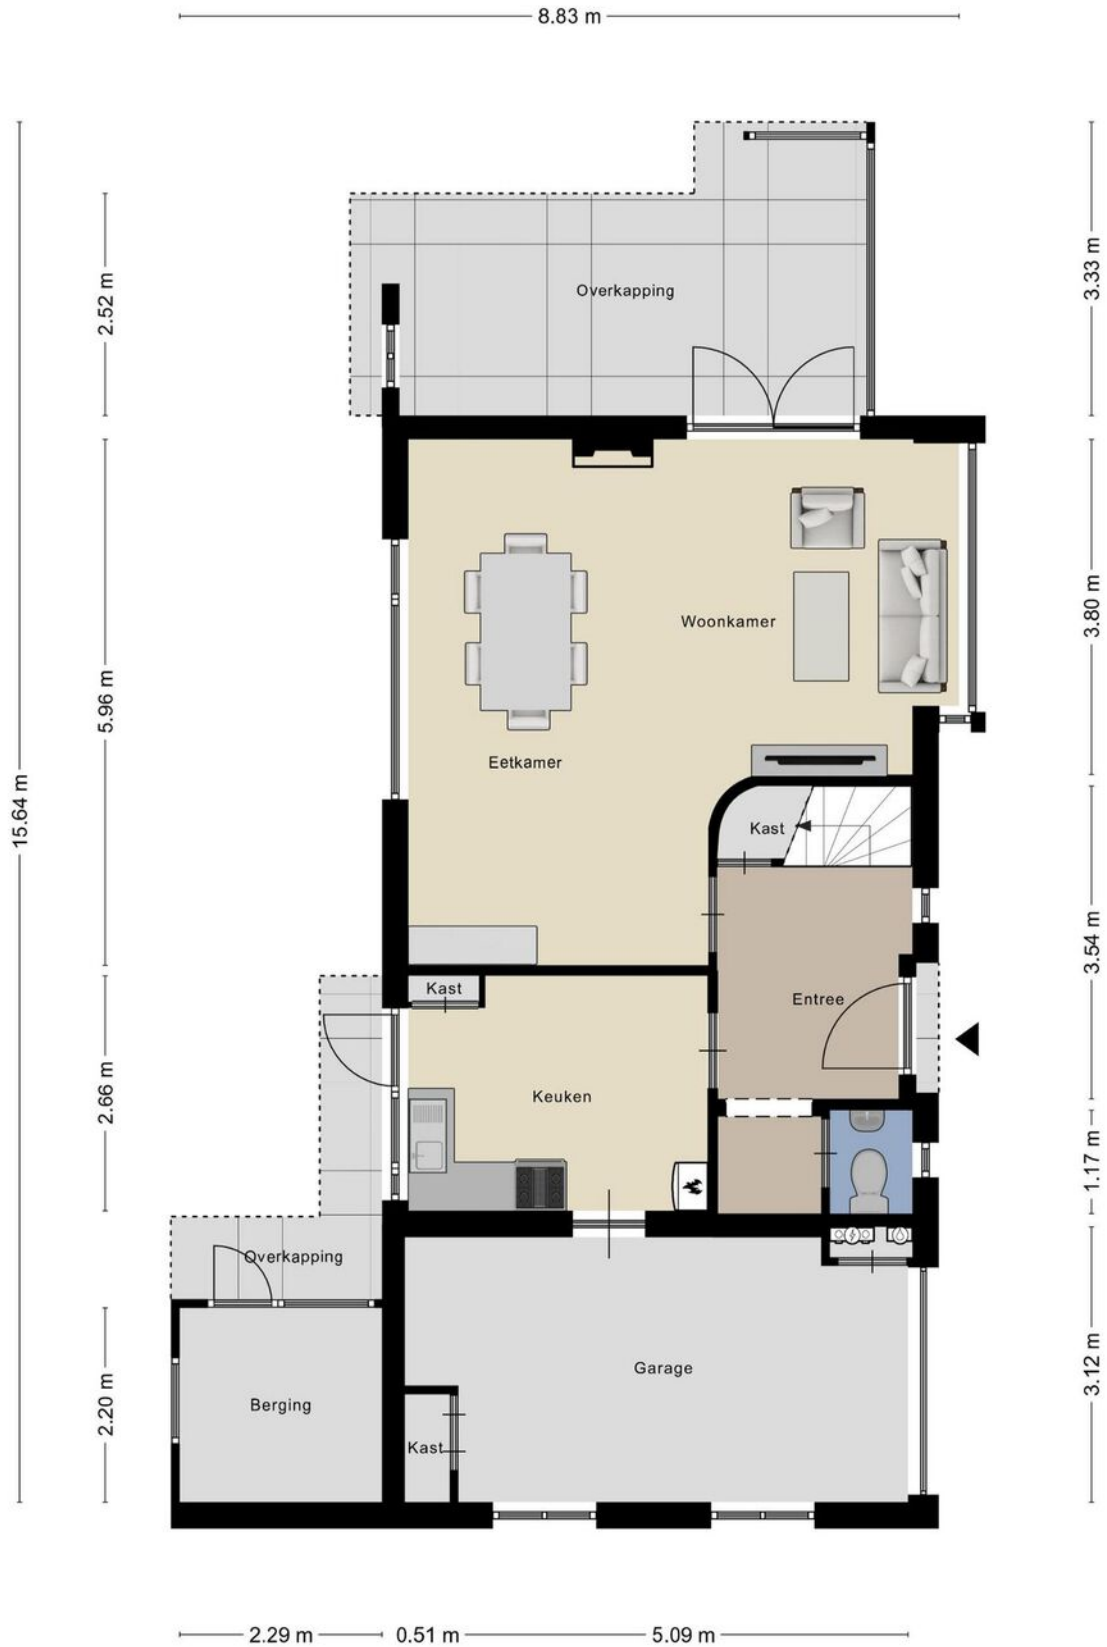 8.83 m
3.33 m
2.52 m
Overkapping
3.80 m
Woonkamer
5.96 m
Eetkamer
15.64 m
Kast
3.54 m
Kast
Entree
Keuken
2.66 m
1.17 m
Overkapping
Garage
3.12 m
Berging
2.20 m
Kast
2.29 m
0.51 m
5.09 m